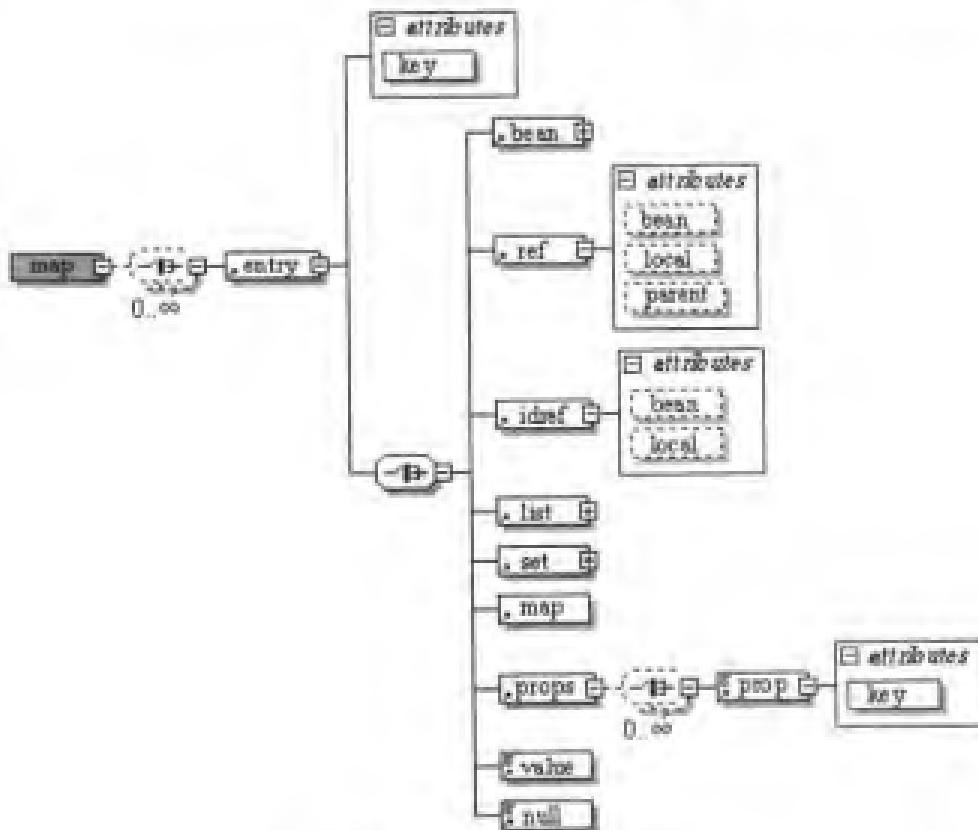 attributes
key
bean
attributes
bean
ref
local
map
entry
parent
0..∞
attributes
bean
idref
local
list
set
map
attributes
props
prop
key
0..∞
value
null